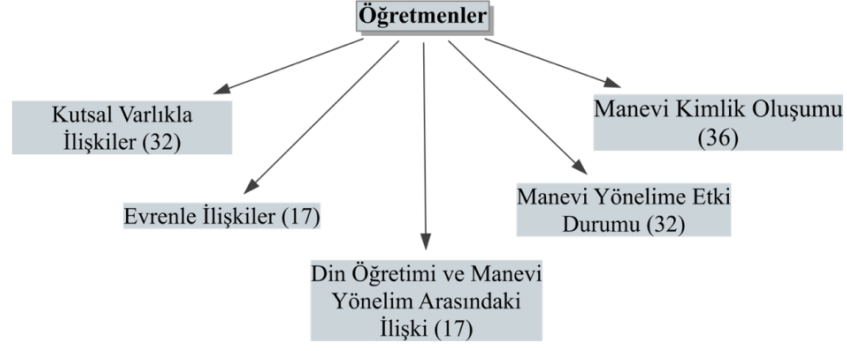 Öğretmenler
Kutsal Varlıkla
İlişkiler (32)
Manevi Kimlik Oluşumu
(36)
Evrenle İlişkiler (17)
Manevi Yönelime Etki
Durumu (32)
Din Öğretimi ve Manevi
Yönelim Arasındaki
İlişki (17)